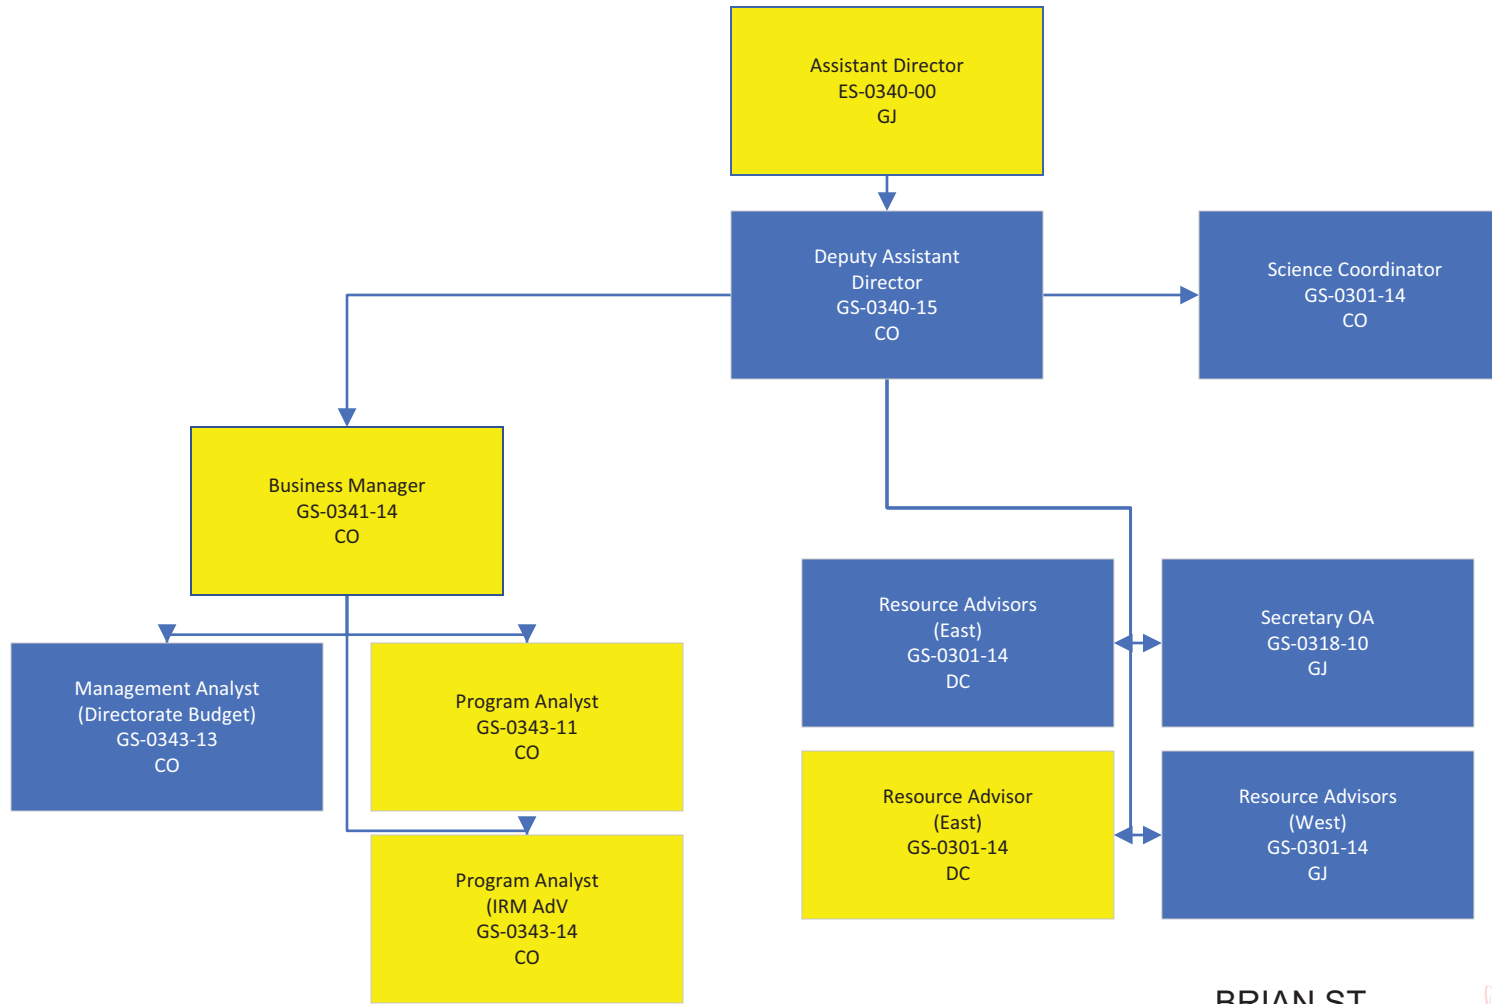 Assistant Director
ES-0340-00
GJ
Deputy Assistant
Director
GS-0340-15
CO
Science Coordinator
GS-0301-14
CO
Business Manager
GS-0341-14
CO
Resource Advisors
(East)
GS-0301-14
DC
Secretary OA
GS-0318-10
GJ
Management Analyst
(Directorate Budget)
GS-0343-13
CO
Program Analyst
GS-0343-11
CO
Resource Advisor
(East)
GS-0301-14
DC
Resource Advisors
(West)
GS-0301-14
GJ
Program Analyst
(IRM AdV
GS-0343-14
CO
BRIAN ST